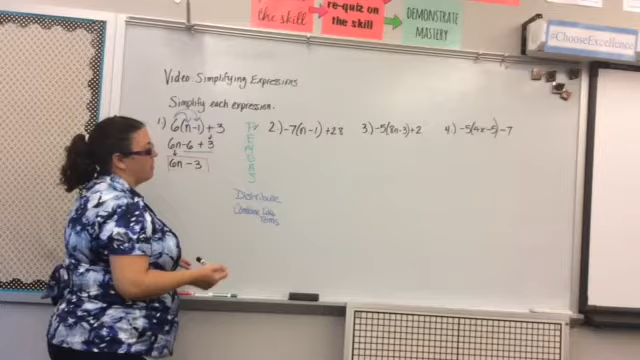 the skill
re-quiz on
the skill
DEMONSTRATE
MASTERY
#ChooseExcellence
Video: Simplifying Expressions
Simplify each expression.
1.) 6(n-1)+3
6n-6+3
6n-3
2.) -7(n-1)+28
3.) -5(8n-3)+2
4.) -5(4x-5)-7
Distribute
Combine Like
Terms